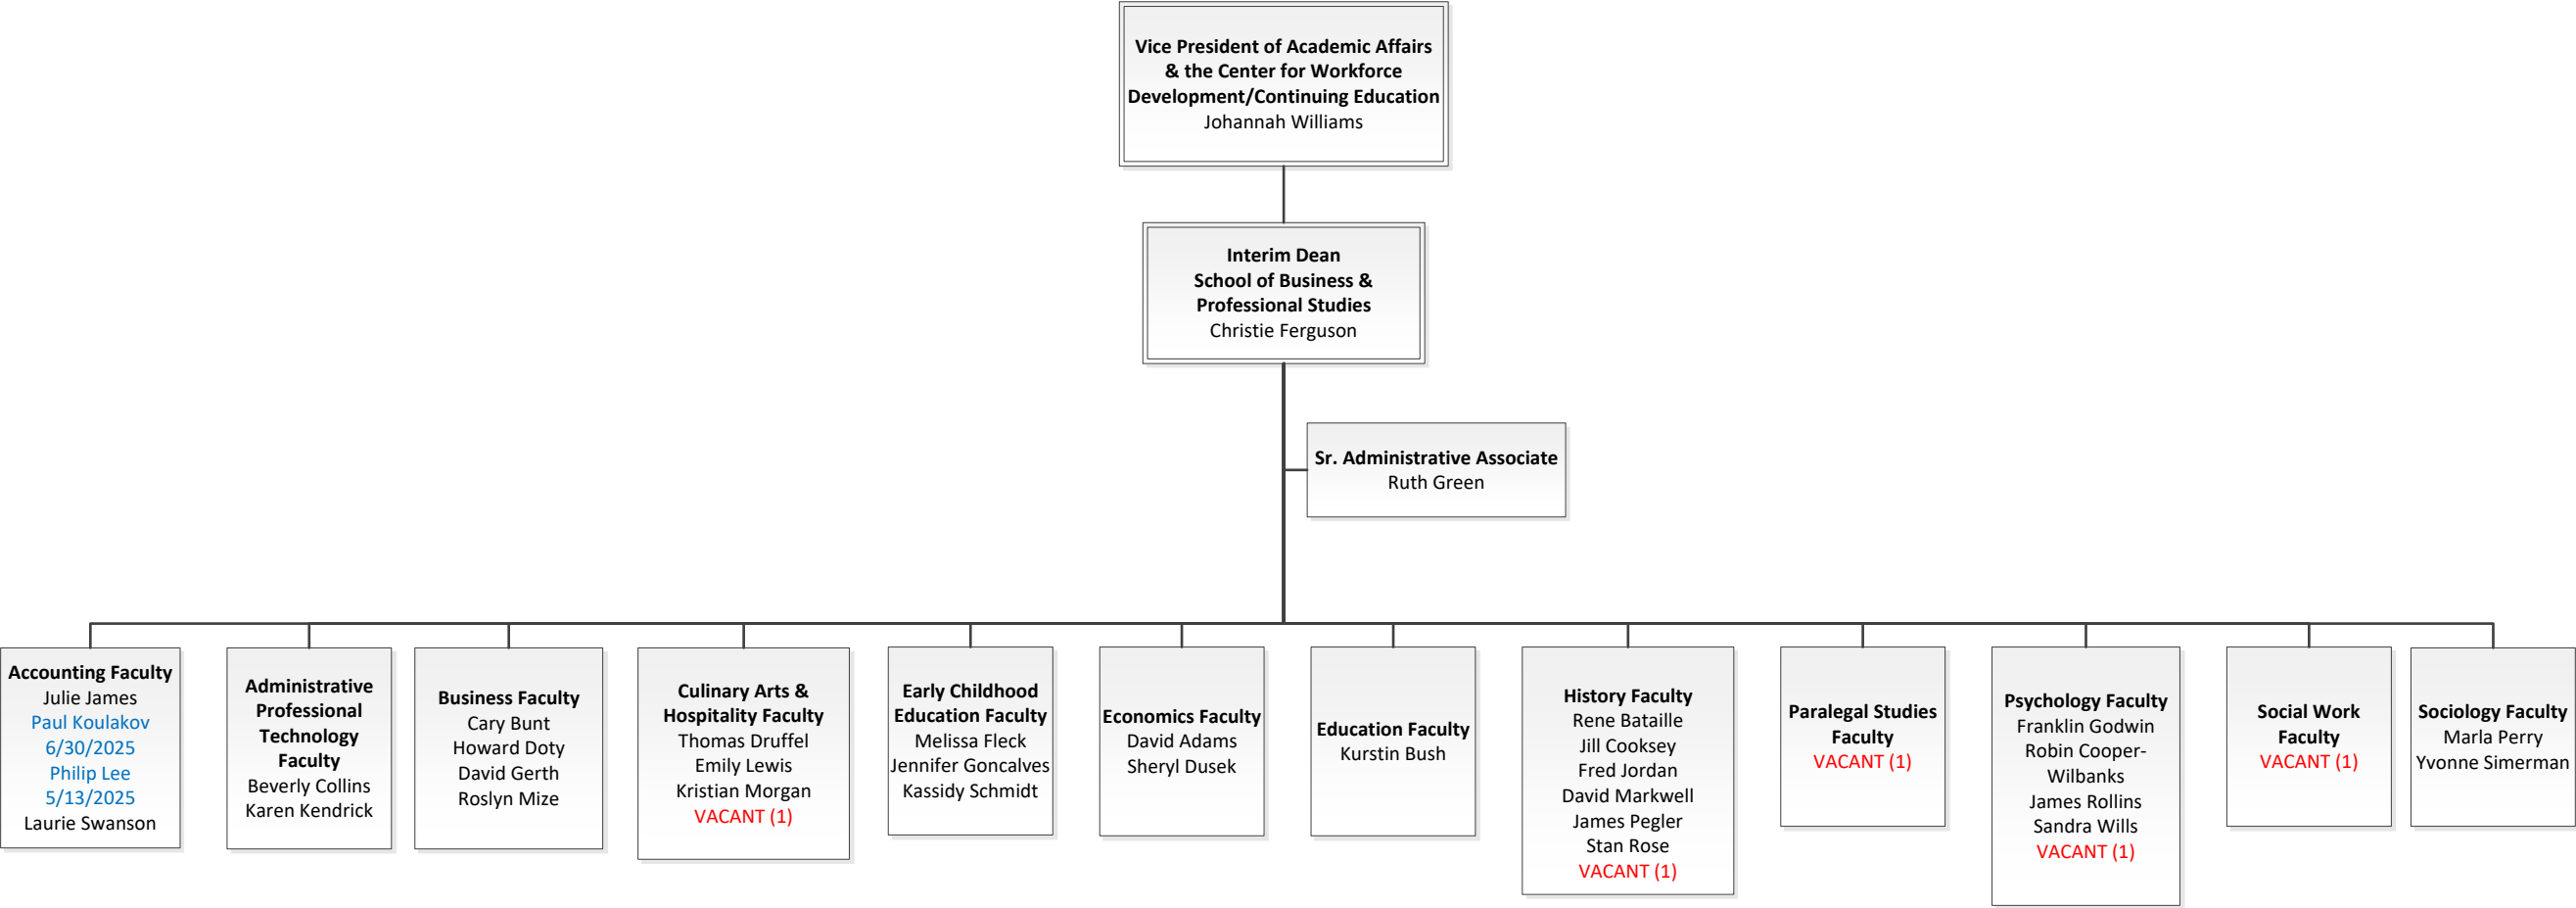 Vice President of Academic Affairs
& the Center for Workforce
Development/Continuing Education
Johannah Williams
Interim Dean
School of Business &
Professional Studies
Christie Ferguson
Sr. Administrative Associate
Ruth Green
Accounting Faculty
Julie James
Paul Koulakov
6/30/2025
Philip Lee
5/13/2025
Laurie Swanson
Administrative
Professional
Technology
Faculty
Beverly Collins
Karen Kendrick
Business Faculty
Cary Bunt
Howard Doty
David Gerth
Roslyn Mize
Culinary Arts &
Hospitality Faculty
Thomas Druffel
Emily Lewis
Kristian Morgan
VACANT (1)
Early Childhood
Education Faculty
Melissa Fleck
Jennifer Goncalves
Kassidy Schmidt
Economics Faculty
David Adams
Sheryl Dusek
Education Faculty
Kurstin Bush
History Faculty
Rene Bataille
Jill Cooksey
Fred Jordan
David Markwell
James Pegler
Stan Rose
VACANT (1)
Paralegal Studies
Faculty
VACANT (1)
Psychology Faculty
Franklin Godwin
Robin Cooper-
Wilbanks
James Rollins
Sandra Wills
VACANT (1)
Social Work
Faculty
VACANT (1)
Sociology Faculty
Marla Perry
Yvonne Simerman